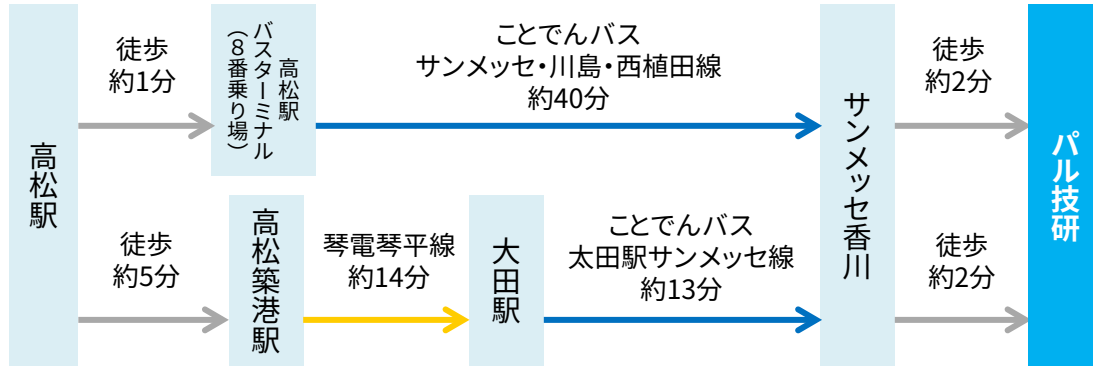 高松駅
徒歩
約1分
高松駅
バスターミナル
（８番乗り場）
ことでんバス
サンメッセ・川島・西植田線
約40分
サンメッセ香川
徒歩
約2分
パル技研
徒歩
約5分
高松築港駅
琴電琴平線
約14分
大田駅
ことでんバス
太田駅サンメッセ線
約13分
徒歩
約2分